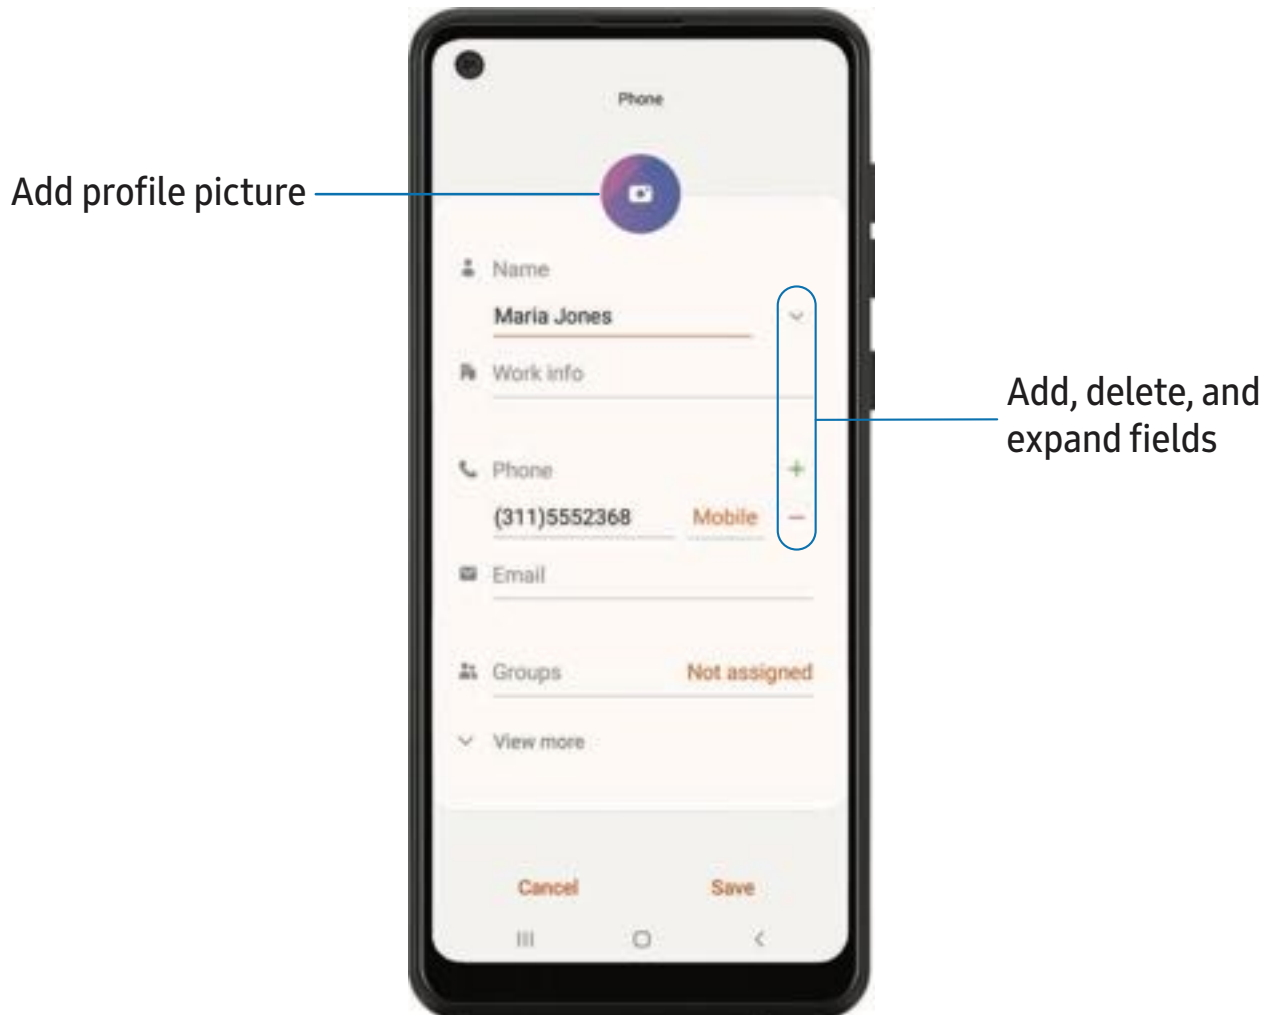 Phone
Add profile picture
Name
Maria Jones
Work info
Add, delete, and
expand fields
Phone
(311)5552368 Mobile
Email
Groups Not assigned
View more
Cancel Save